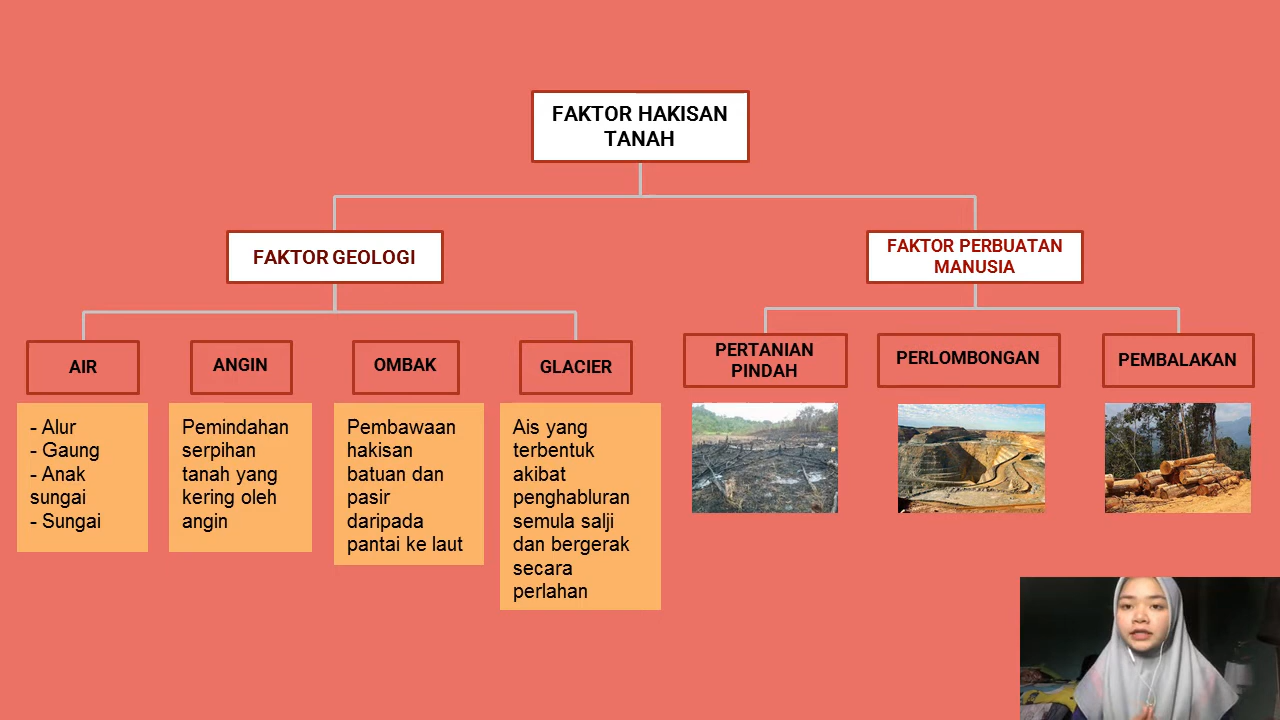 FAKTOR HAKISAN
TANAH
FAKTOR GEOLOGI
FAKTOR PERBUATAN
MANUSIA
AIR
ANGIN
OMBAK
GLACIER
PERTANIAN
PINDAH
PERLOMBONGAN
PEMBALAKAN
- Alur
- Gaung
- Anak
sungai
- Sungai
Pemindahan
serpihan
tanah yang
kering oleh
angin
Pembawaan
hakisan
batuan dan
pasir
daripada
pantai ke laut
Ais yang
terbentuk
akibat
penghabluran
semula salji
dan bergerak
secara
perlahan